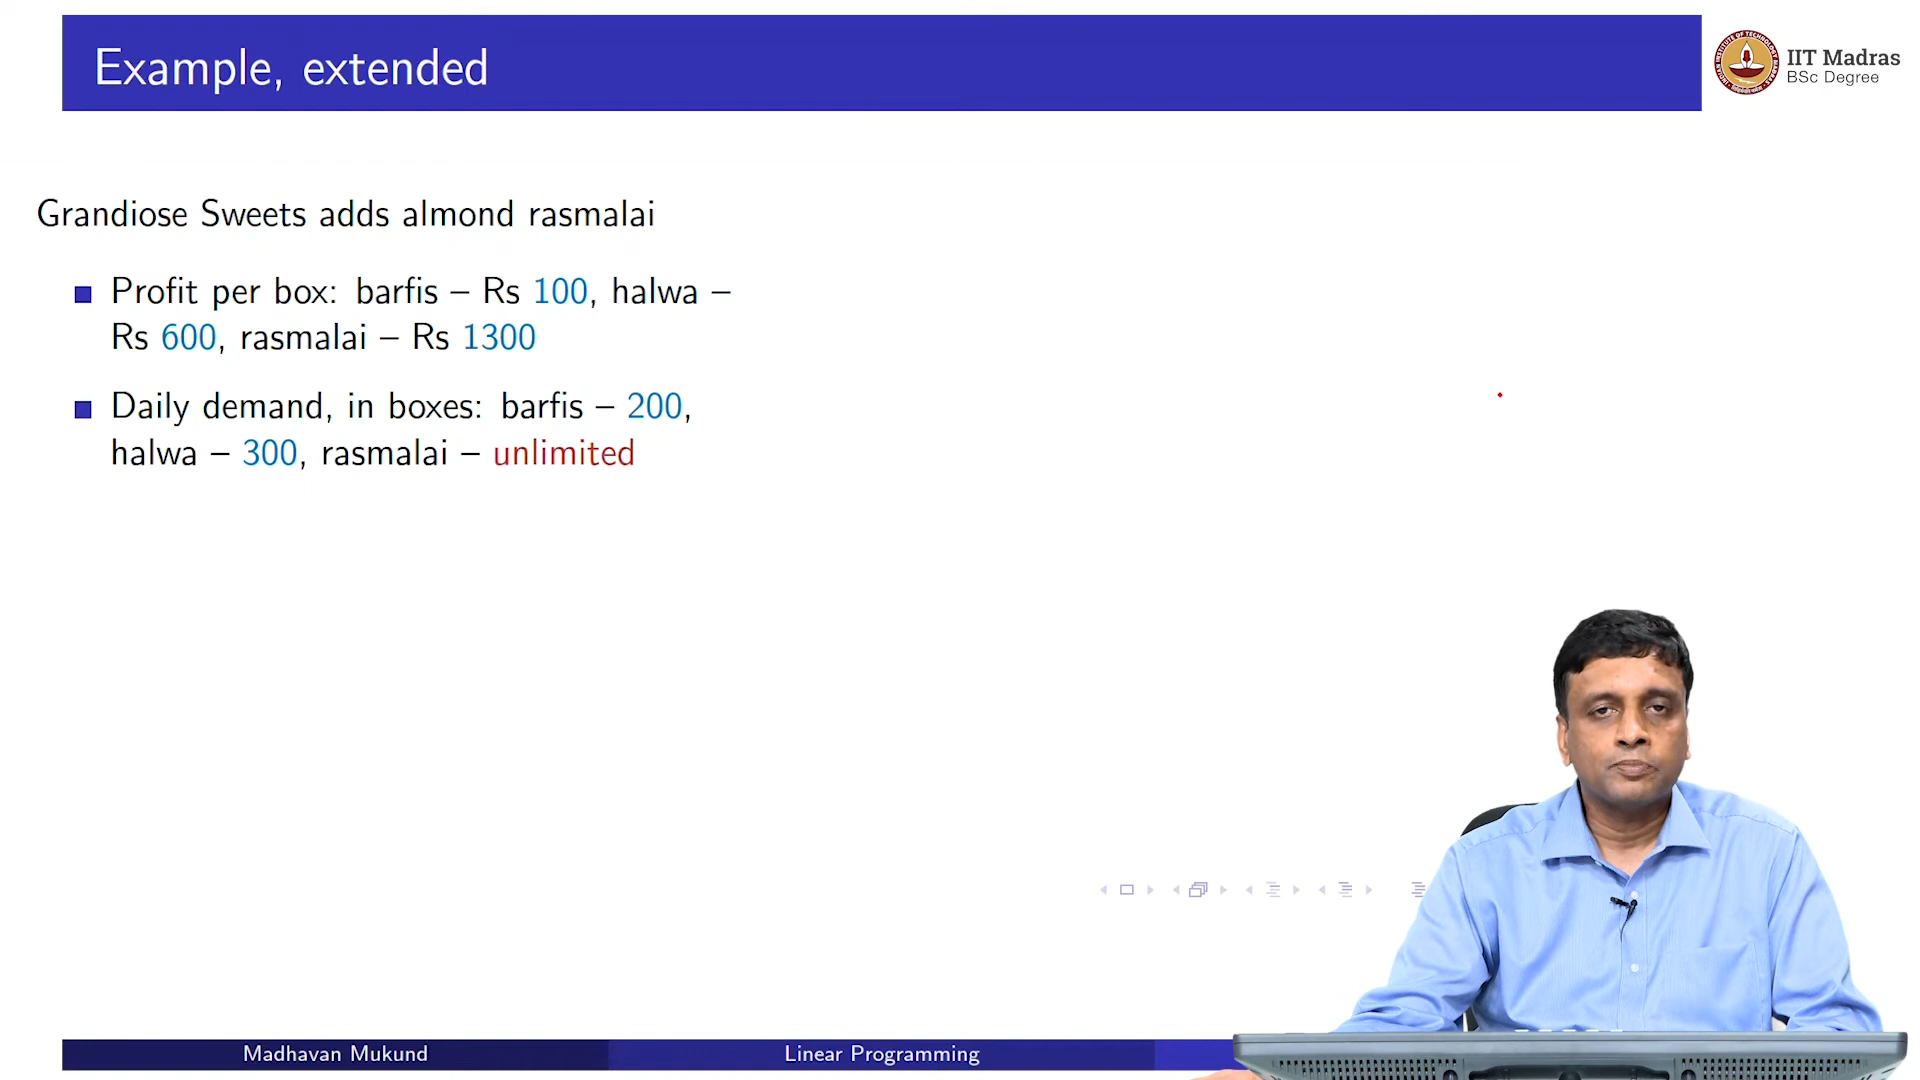 Example, extended
IIT Madras
BSc Degree
Grandiose Sweets adds almond rasmalai
Profit per box: barfis – Rs 100, halwa –
Rs 600, rasmalai – Rs 1300
Daily demand, in boxes: barfis – 200,
halwa – 300, rasmalai – unlimited
Madhavan Mukund
Linear Programming